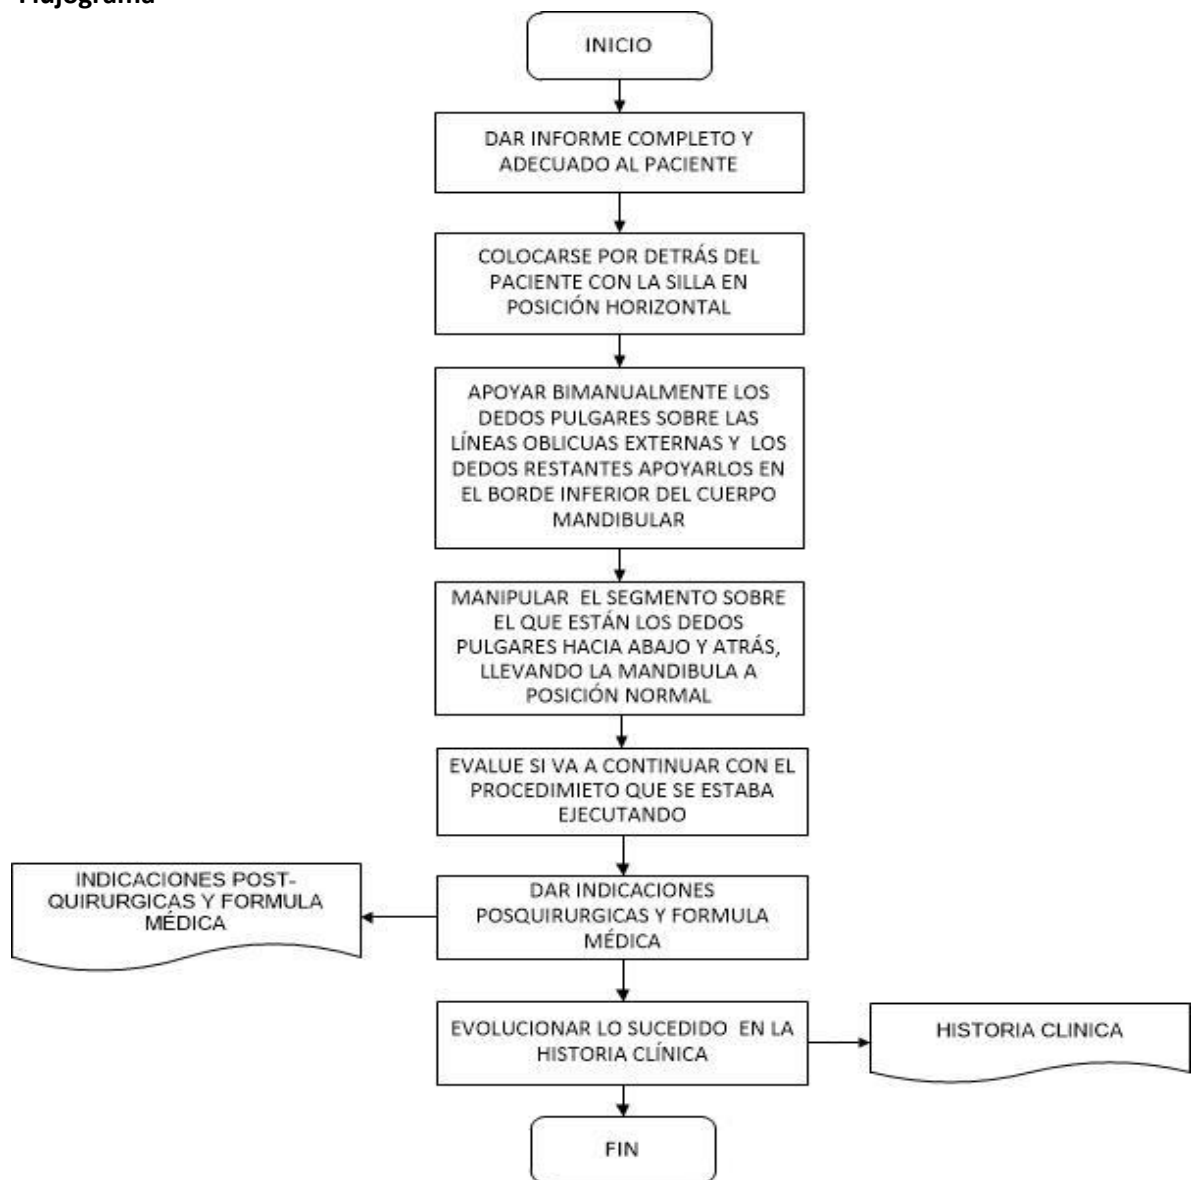 Flujograma
INICIO
DAR INFORME COMPLETO Y
ADECUADO AL PACIENTE
COLOCARSE POR DETRÁS DEL
PACIENTE CON LA SILLA EN
POSICIÓN HORIZONTAL
APOYAR BIMANUALMENTE LOS
DEDOS PULGARES SOBRE LAS
LÍNEAS OBLICUAS EXTERNAS Y LOS
DEDOS RESTANTES APOYARLOS EN
EL BORDE INFERIOR DEL CUERPO
MANDIBULAR
MANIPULAR EL SEGMENTO SOBRE
EL QUE ESTÁN LOS DEDOS
PULGARES HACIA ABAJO Y ATRÁS,
LLEVANDO LA MANDIBULA A
POSICIÓN NORMAL
EVALUE SI VA A CONTINUAR CON EL
PROCEDIMIETO QUE SE ESTABA
EJECUTANDO
DAR INDICACIONES
POSQUIRURGICAS Y FORMULA
MÉDICA
INDICACIONES POST-
QUIRURGICAS Y FORMULA
MÉDICA
EVOLUCIONAR LO SUCEDIDO EN LA
HISTORIA CLÍNICA
HISTORIA CLINICA
FIN